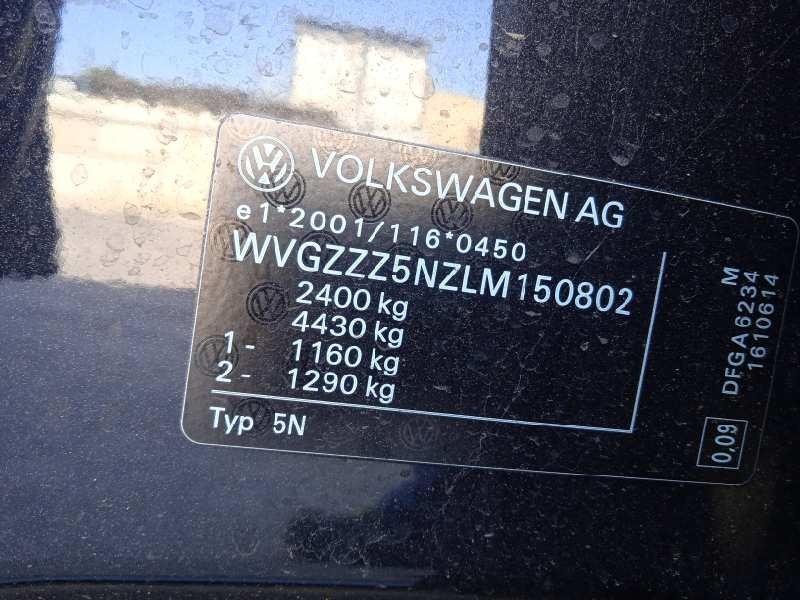 VOLKSWAGEN AG
e1*2001/116*0450
WVGZZZ5NZLM150802
2400 kg
4430 kg
1 - 1160 kg
2 - 1290 kg
Typ 5N
M
DFGA6234
1610614
0,09